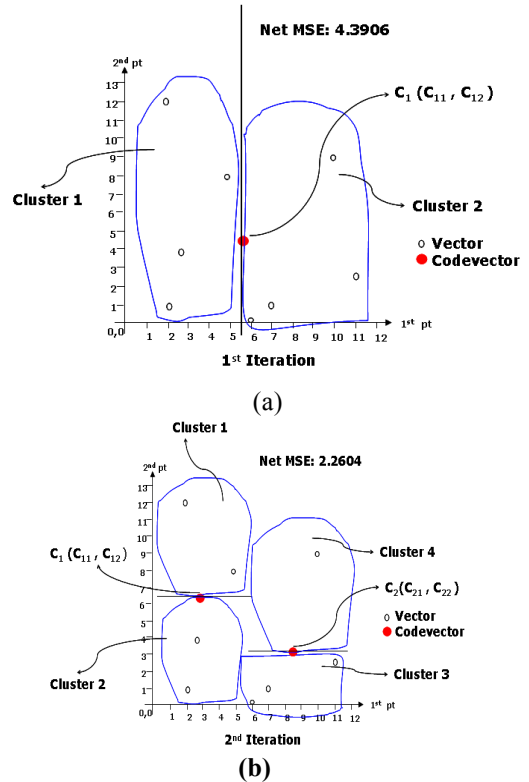 Net MSE: 4.3906
2nd pt
13
12
11
10
9
8
7
6
5
4
3
2
1
0,0
1 2 3 4 5 6 7 8 9 10 11 12
1st pt
C1 (C11 , C12 )
Cluster 1
Cluster 2
Vector
Codevector
1st Iteration
(a)
Cluster 1
Net MSE: 2.2604
2nd pt
13
12
11
10
9
8
7
6
5
4
3
2
1
0,0
1 2 3 4 5 6 7 8 9 10 11 12
1st pt
C1 (C11 , C12)
Cluster 4
C2(C21 , C22)
Vector
Codevector
Cluster 2
Cluster 3
2nd Iteration
(b)